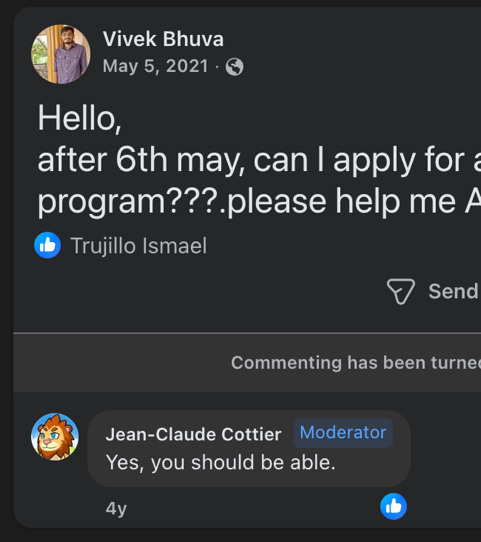 Vivek Bhuva
May 5, 2021 ·
Hello,
after 6th may, can I apply for a
program???.please help me A
Trujillo Ismael
Send
Commenting has been turned
Jean-Claude Cottier Moderator
Yes, you should be able.
4y